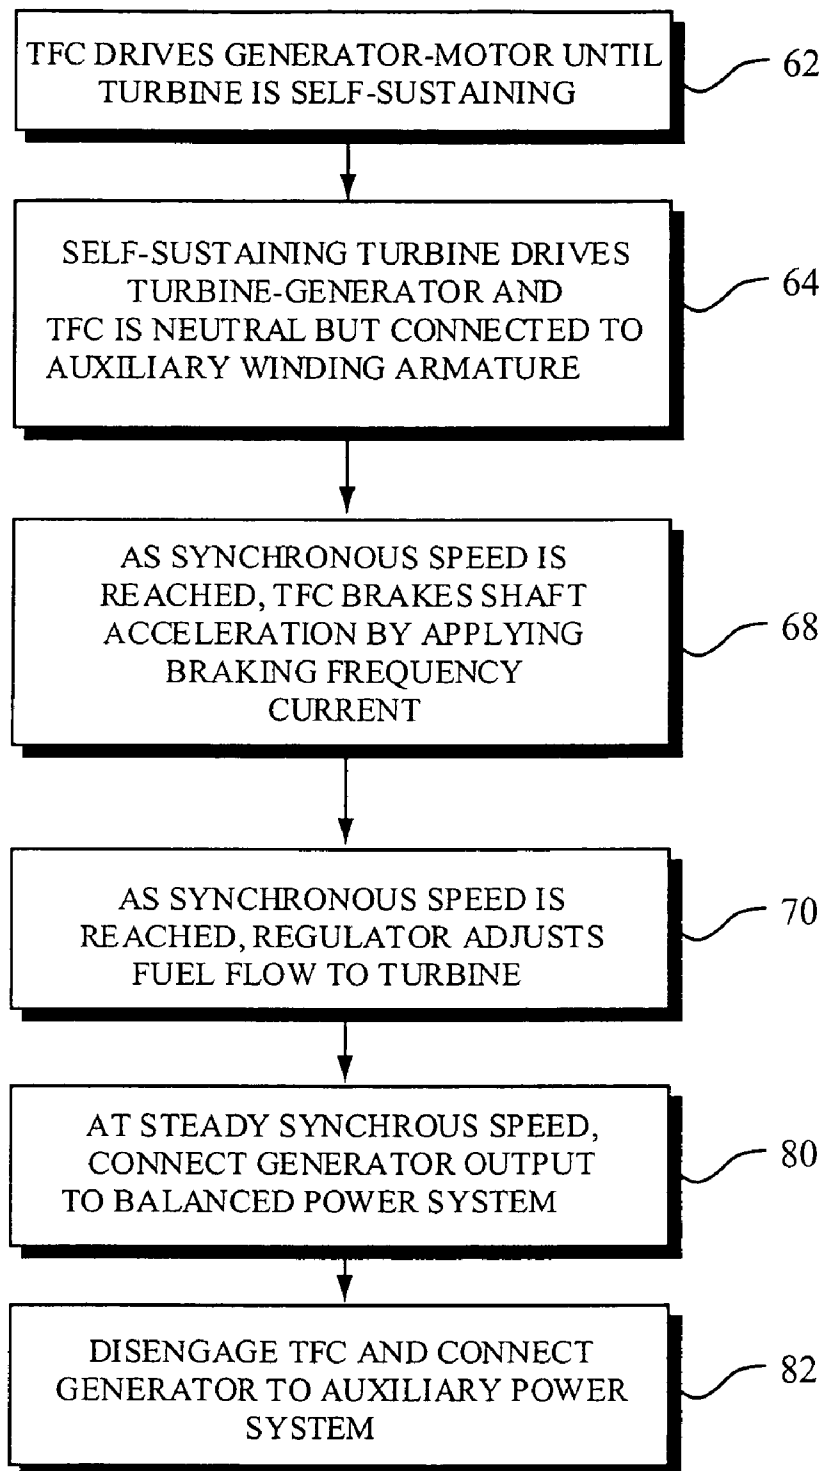 TFC DRIVES GENERATOR-MOTOR UNTIL
TURBINE IS SELF-SUSTAINING
62
SELF-SUSTAINING TURBINE DRIVES
TURBINE-GENERATOR AND
TFC IS NEUTRAL BUT CONNECTED TO
AUXILIARY WINDING ARMATURE
64
AS SYNCHRONOUS SPEED IS
REACHED, TFC BRAKES SHAFT
ACCELERATION BY APPLYING
BRAKING FREQUENCY
CURRENT
68
AS SYNCHRONOUS SPEED IS
REACHED, REGULATOR ADJUSTS
FUEL FLOW TO TURBINE
70
AT STEADY SYNCHROUS SPEED,
CONNECT GENERATOR OUTPUT
TO BALANCED POWER SYSTEM
80
DISENGAGE TFC AND CONNECT
GENERATOR TO AUXILIARY POWER
SYSTEM
82